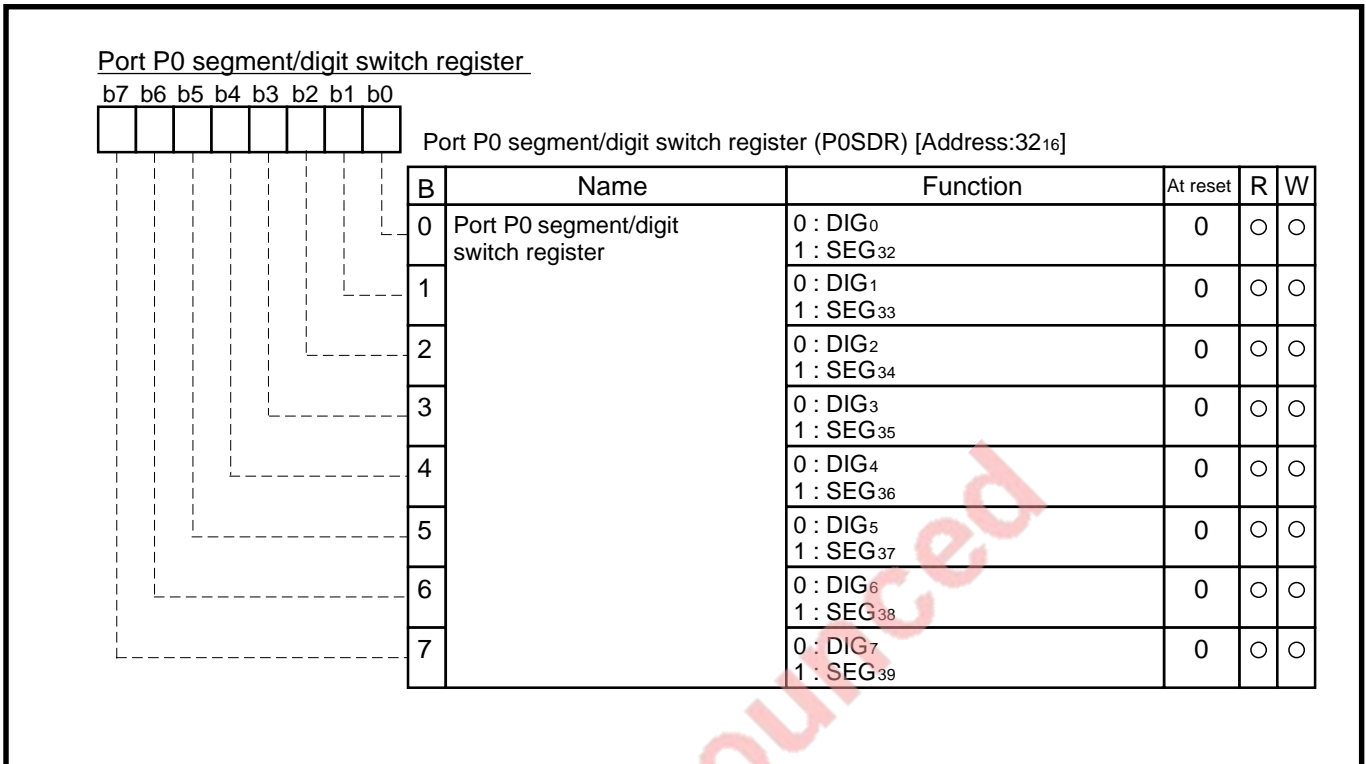 Port P0 segment/digit switch register
b7 b6 b5 b4 b3 b2 b1 b0
Port P0 segment/digit switch register (P0SDR) [Address:32₁₆]
B Name Function At reset R W
0 Port P0 segment/digit 0 : DIG₀ 0 ○ ○
switch register 1 : SEG₃₂
1 0 : DIG₁ 0 ○ ○
1 : SEG₃₃
2 0 : DIG₂ 0 ○ ○
1 : SEG₃₄
3 0 : DIG₃ 0 ○ ○
1 : SEG₃₅
4 0 : DIG₄ 0 ○ ○
1 : SEG₃₆
5 0 : DIG₅ 0 ○ ○
1 : SEG₃₇
6 0 : DIG₆ 0 ○ ○
1 : SEG₃₈
7 0 : DIG₇ 0 ○ ○
1 : SEG₃₉